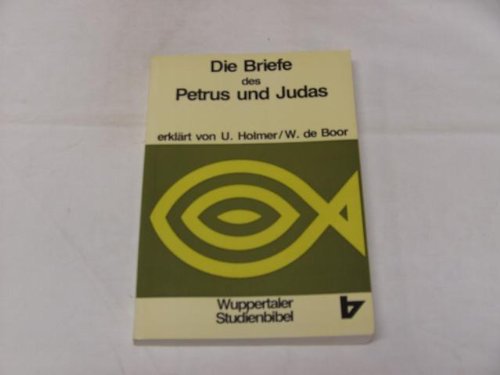 Die Briefe
des
Petrus und Judas
erklärt von U. Holmer/W. de Boor
Wuppertaler
Studienbibel